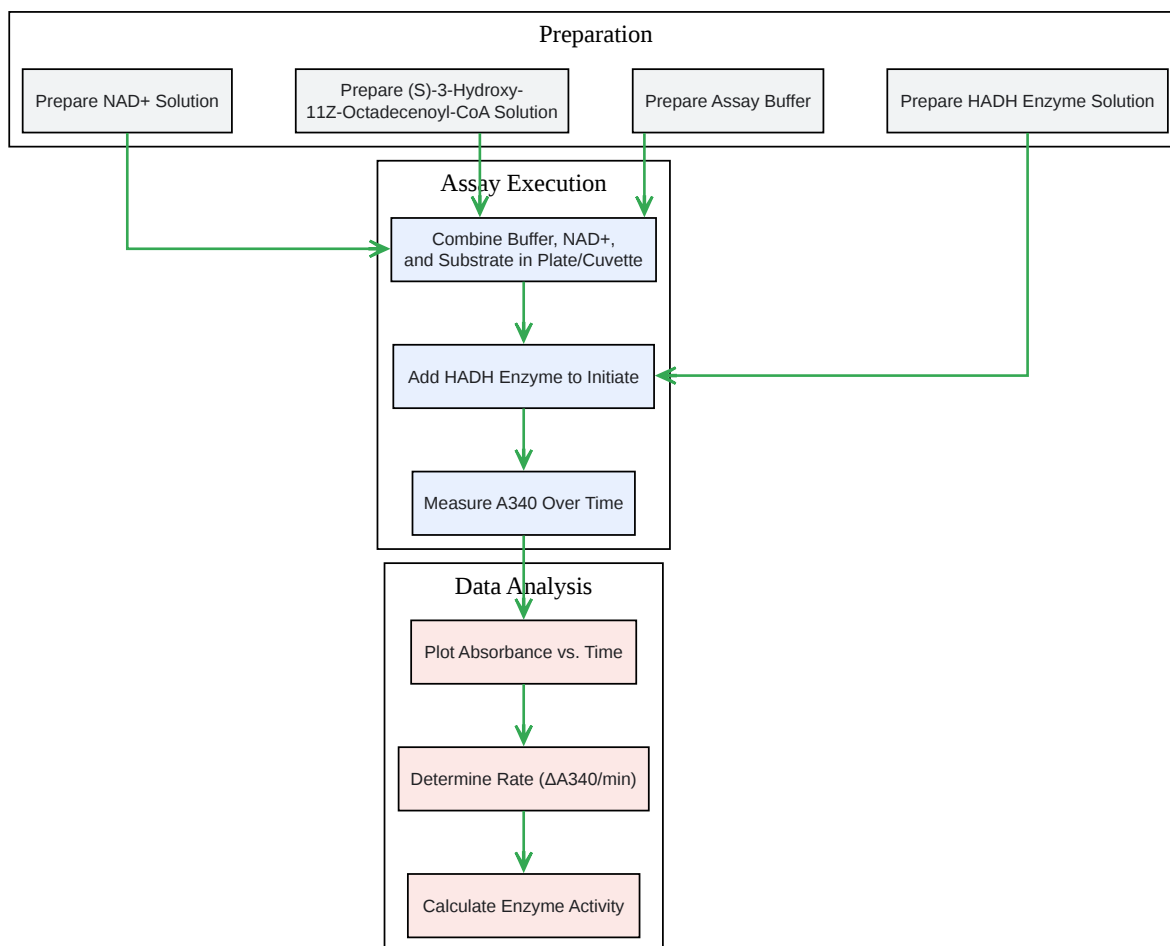 Preparation
Prepare NAD+ Solution
Prepare (S)-3-Hydroxy-
11Z-Octadecenoyl-CoA Solution
Prepare Assay Buffer
Prepare HADH Enzyme Solution
Assay Execution
Combine Buffer, NAD+,
and Substrate in Plate/Cuvette
Add HADH Enzyme to Initiate
Measure A340 Over Time
Data Analysis
Plot Absorbance vs. Time
Determine Rate (ΔA340/min)
Calculate Enzyme Activity